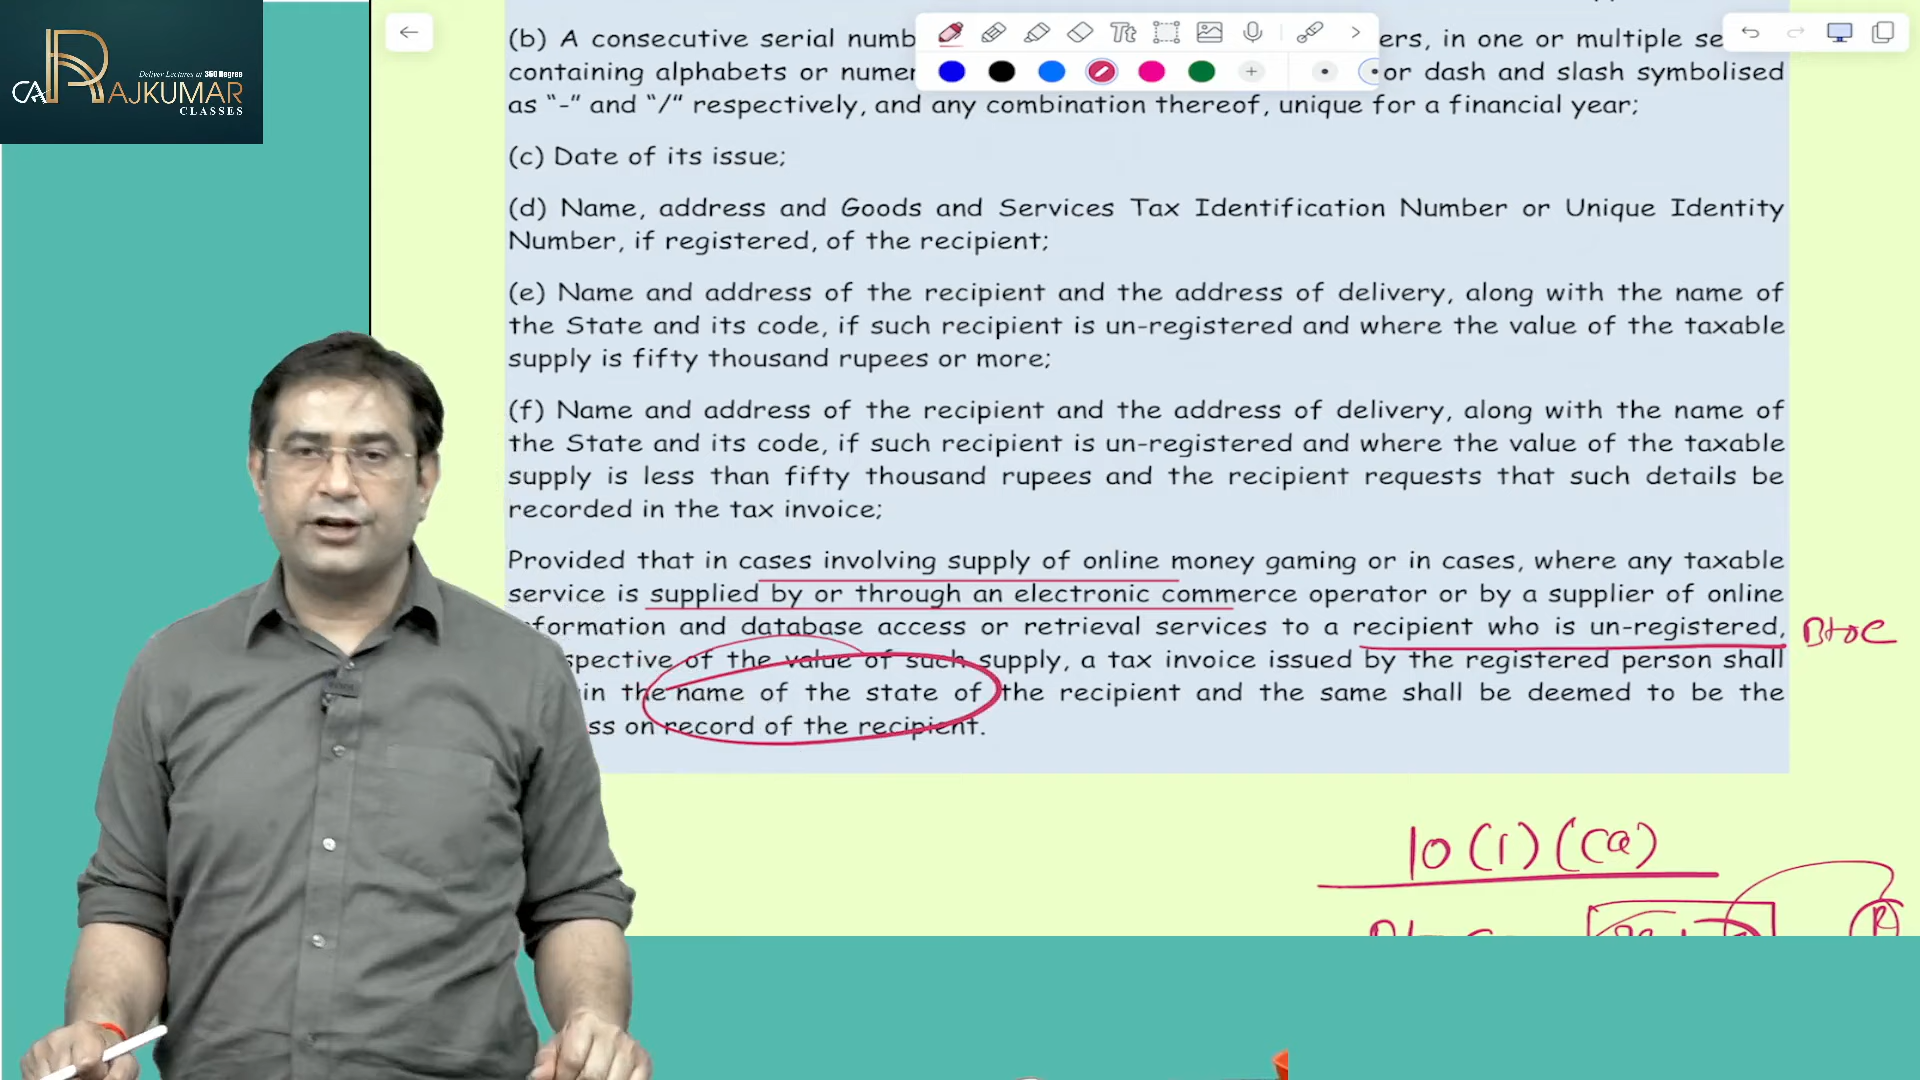 Deliver Lectures at 360 Degree
CA RAJKUMAR
CLASSES
Tt
(b) A consecutive serial numb ers, in one or multiple se
containing alphabets or numer or dash and slash symbolised
as “-” and “/” respectively, and any combination thereof, unique for a financial year;
(c) Date of its issue;
(d) Name, address and Goods and Services Tax Identification Number or Unique Identity
Number, if registered, of the recipient;
(e) Name and address of the recipient and the address of delivery, along with the name of
the State and its code, if such recipient is un-registered and where the value of the taxable
supply is fifty thousand rupees or more;
(f) Name and address of the recipient and the address of delivery, along with the name of
the State and its code, if such recipient is un-registered and where the value of the taxable
supply is less than fifty thousand rupees and the recipient requests that such details be
recorded in the tax invoice;
Provided that in cases involving supply of online money gaming or in cases, where any taxable
service is supplied by or through an electronic commerce operator or by a supplier of online
nformation and database access or retrieval services to a recipient who is un-registered, BtoC
spective of the value of such supply, a tax invoice issued by the registered person shall
in the name of the state of the recipient and the same shall be deemed to be the
ss on record of the recipient.
10(1)(ca)
R